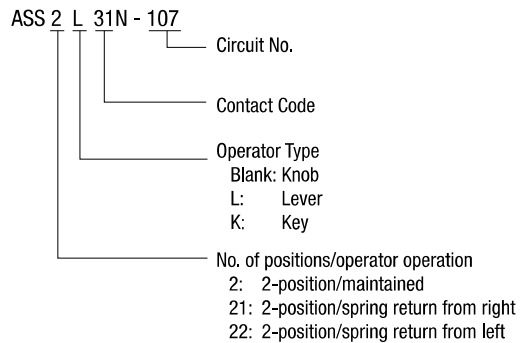 ASS 2 L 31N - 107
Circuit No.
Contact Code
Operator Type
Blank: Knob
L: Lever
K: Key
No. of positions/operator operation
2: 2-position/maintained
21: 2-position/spring return from right
22: 2-position/spring return from left